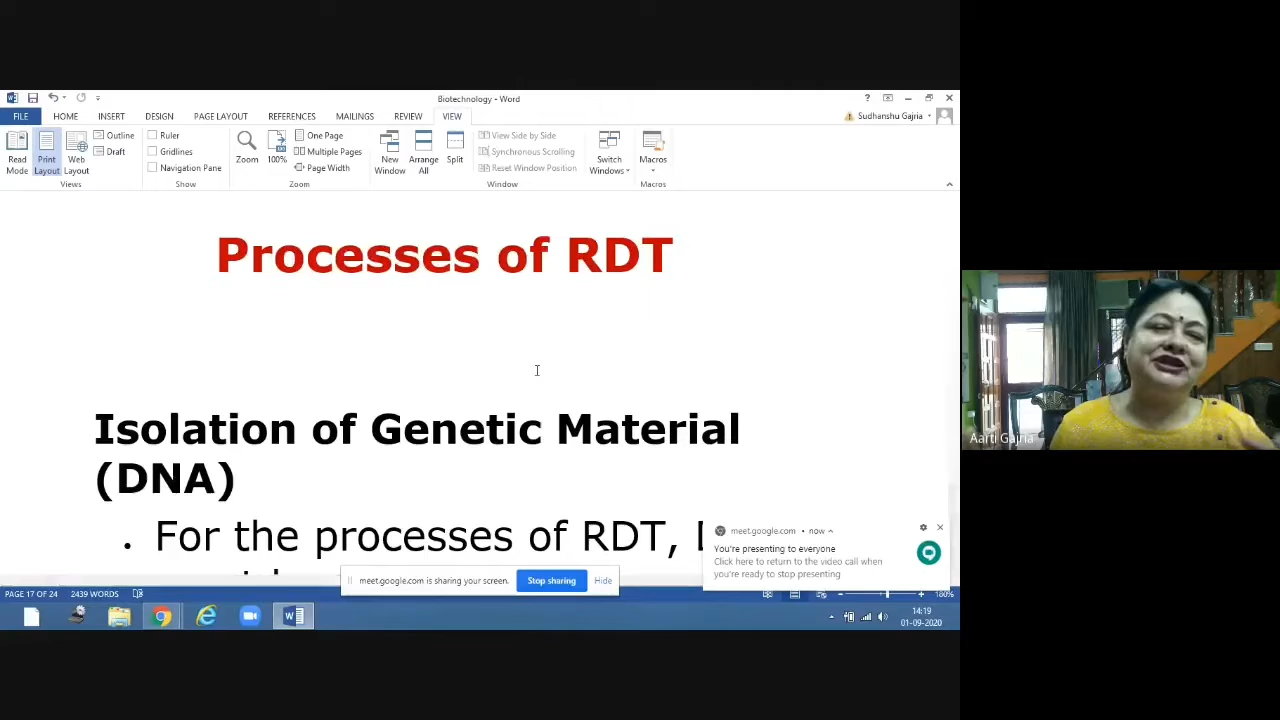 Biotechnology - Word
Sudhanshu Gajria
FILE HOME INSERT DESIGN PAGE LAYOUT REFERENCES MAILINGS REVIEW VIEW
Read Mode
Print Layout
Web Layout
Outline
Draft
Views
Ruler
Gridlines
Navigation Pane
Show
Zoom
100%
One Page
Multiple Pages
Page Width
Zoom
New Window
Arrange All
Split
View Side by Side
Synchronous Scrolling
Reset Window Position
Window
Switch Windows
Macros
Macros
Processes of RDT
Isolation of Genetic Material
(DNA)
• For the processes of RDT,
Aarti Gajria
meet.google.com • now
You're presenting to everyone
Click here to return to the video call when
you're ready to stop presenting
meet.google.com is sharing your screen. Stop sharing Hide
PAGE 17 OF 24 2439 WORDS
180%
14:19
01-09-2020